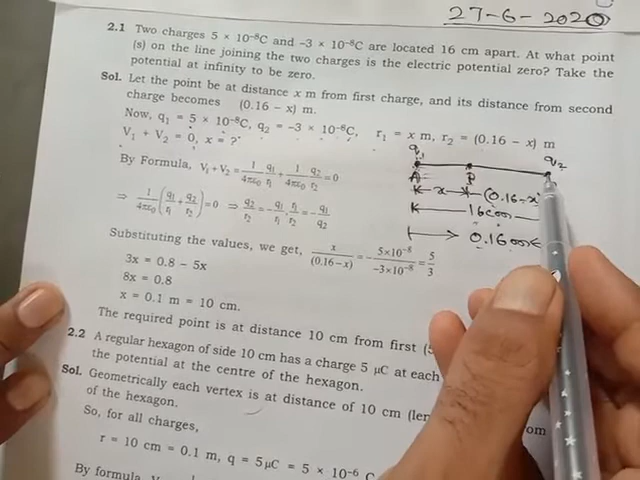 27-6-2020
2.1 Two charges 5 × 10⁻⁸C and –3 × 10⁻⁸C are located 16 cm apart. At what point
(s) on the line joining the two charges is the electric potential zero? Take the
potential at infinity to be zero.
Sol. Let the point be at distance x m from first charge, and its distance from second
charge becomes (0.16 – x) m.
Now, q₁ = 5 × 10⁻⁸C, q₂ = –3 × 10⁻⁸C, r₁ = x m, r₂ = (0.16 – x) m
V₁ + V₂ = 0, x = ?
q₁ q₂
By Formula, V₁+V₂ = 1/4πε₀ q₁/r₁ + 1/4πε₀ q₂/r₂ = 0
A P
x (0.16-x)
⇒ 1/4πε₀ (q₁/r₁ + q₂/r₂) = 0 ⇒ q₂/r₂ = -q₁/r₁, r₁/r₂ = -q₁/q₂
16cm
0.16
Substituting the values, we get, x/(0.16–x) = - 5×10⁻⁸/-3×10⁻⁸ = 5/3
3x = 0.8 – 5x
8x = 0.8
x = 0.1 m = 10 cm.
The required point is at distance 10 cm from first (
2.2 A regular hexagon of side 10 cm has a charge 5 μC at each
the potential at the centre of the hexagon.
Sol. Geometrically each vertex is at distance of 10 cm
of the hexagon.
So, for all charges,
r = 10 cm = 0.1 m, q = 5μC = 5 × 10⁻⁶ C
By formula,